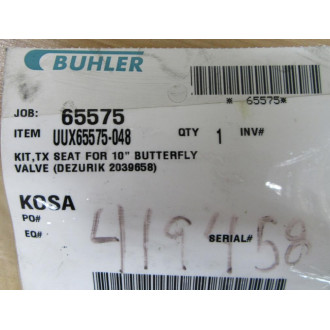 BUHLER
* 65575*
JOB: 65575
ITEM UUX65575-048 QTY 1 INV#
KIT,TX SEAT FOR 10" BUTTERFLY
VALVE (DEZURIK 2039658)
KOSA
PO#
EQ# SERIAL#
419458